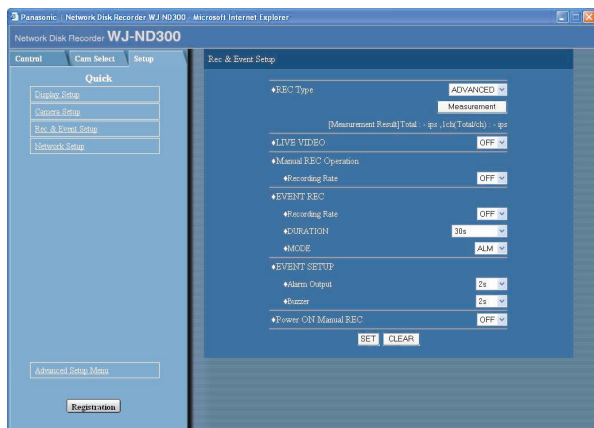 Panasonic | Network Disk Recorder WJ-ND300 - Microsoft Internet Explorer
Network Disk Recorder WJ-ND300
Control Cam Select Setup
Quick
Display Setup
Camera Setup
Rec & Event Setup
Network Setup
Advanced Setup Menu
Registration
Rec & Event Setup
♦REC Type ADVANCED
Measurement
[Measurement Result]Total : - ips ,1ch(Total/ch) : - ips
♦LIVE VIDEO OFF
♦Manual REC Operation
♦Recording Rate OFF
♦EVENT REC
♦Recording Rate OFF
♦DURATION 30s
♦MODE ALM
♦EVENT SETUP
♦Alarm Output 2s
♦Buzzer 2s
♦Power ON Manual REC OFF
SET CLEAR